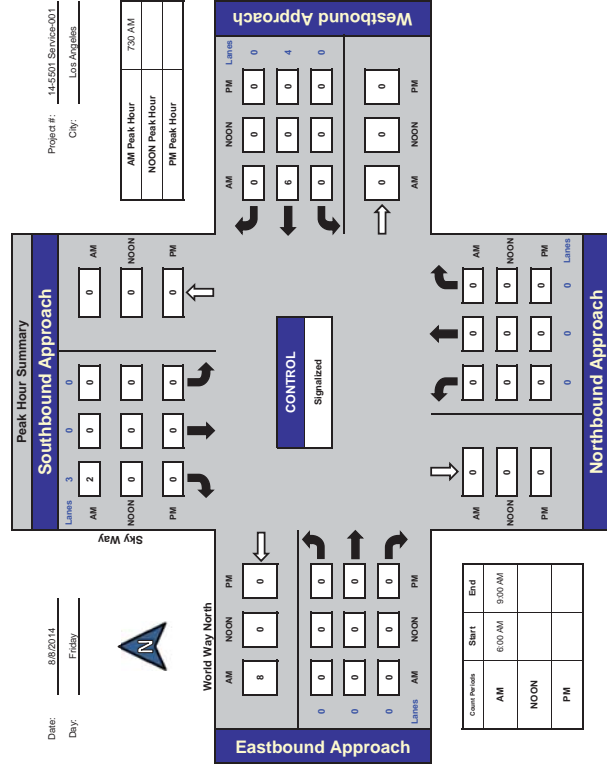 Peak Hour Summary
Date: 8/8/2014
Day: Friday
Project #: 14-5501 Service-001
City: Los Angeles
N
AM Peak Hour 730 AM
NOON Peak Hour
PM Peak Hour
Southbound Approach
Sky Way
Lanes 3 0 0
AM 2 0 0 0 AM
NOON 0 0 0 0 NOON
PM 0 0 0 0 PM
World Way North
Westbound Approach
AM NOON PM Lanes
0 0 0 0
6 0 0 4
0 0 0 0
0 0 0
AM NOON PM
CONTROL
Signalized
Eastbound Approach
AM NOON PM
8 0 0
0 0 0 0
0 0 0 0
0 0 0 0
Lanes AM NOON PM
Northbound Approach
AM 0 0 0 0 AM
NOON 0 0 0 0 NOON
PM 0 0 0 0 PM
0 0 0 Lanes
Count Periods Start End
AM 6:00 AM 9:00 AM
NOON
PM